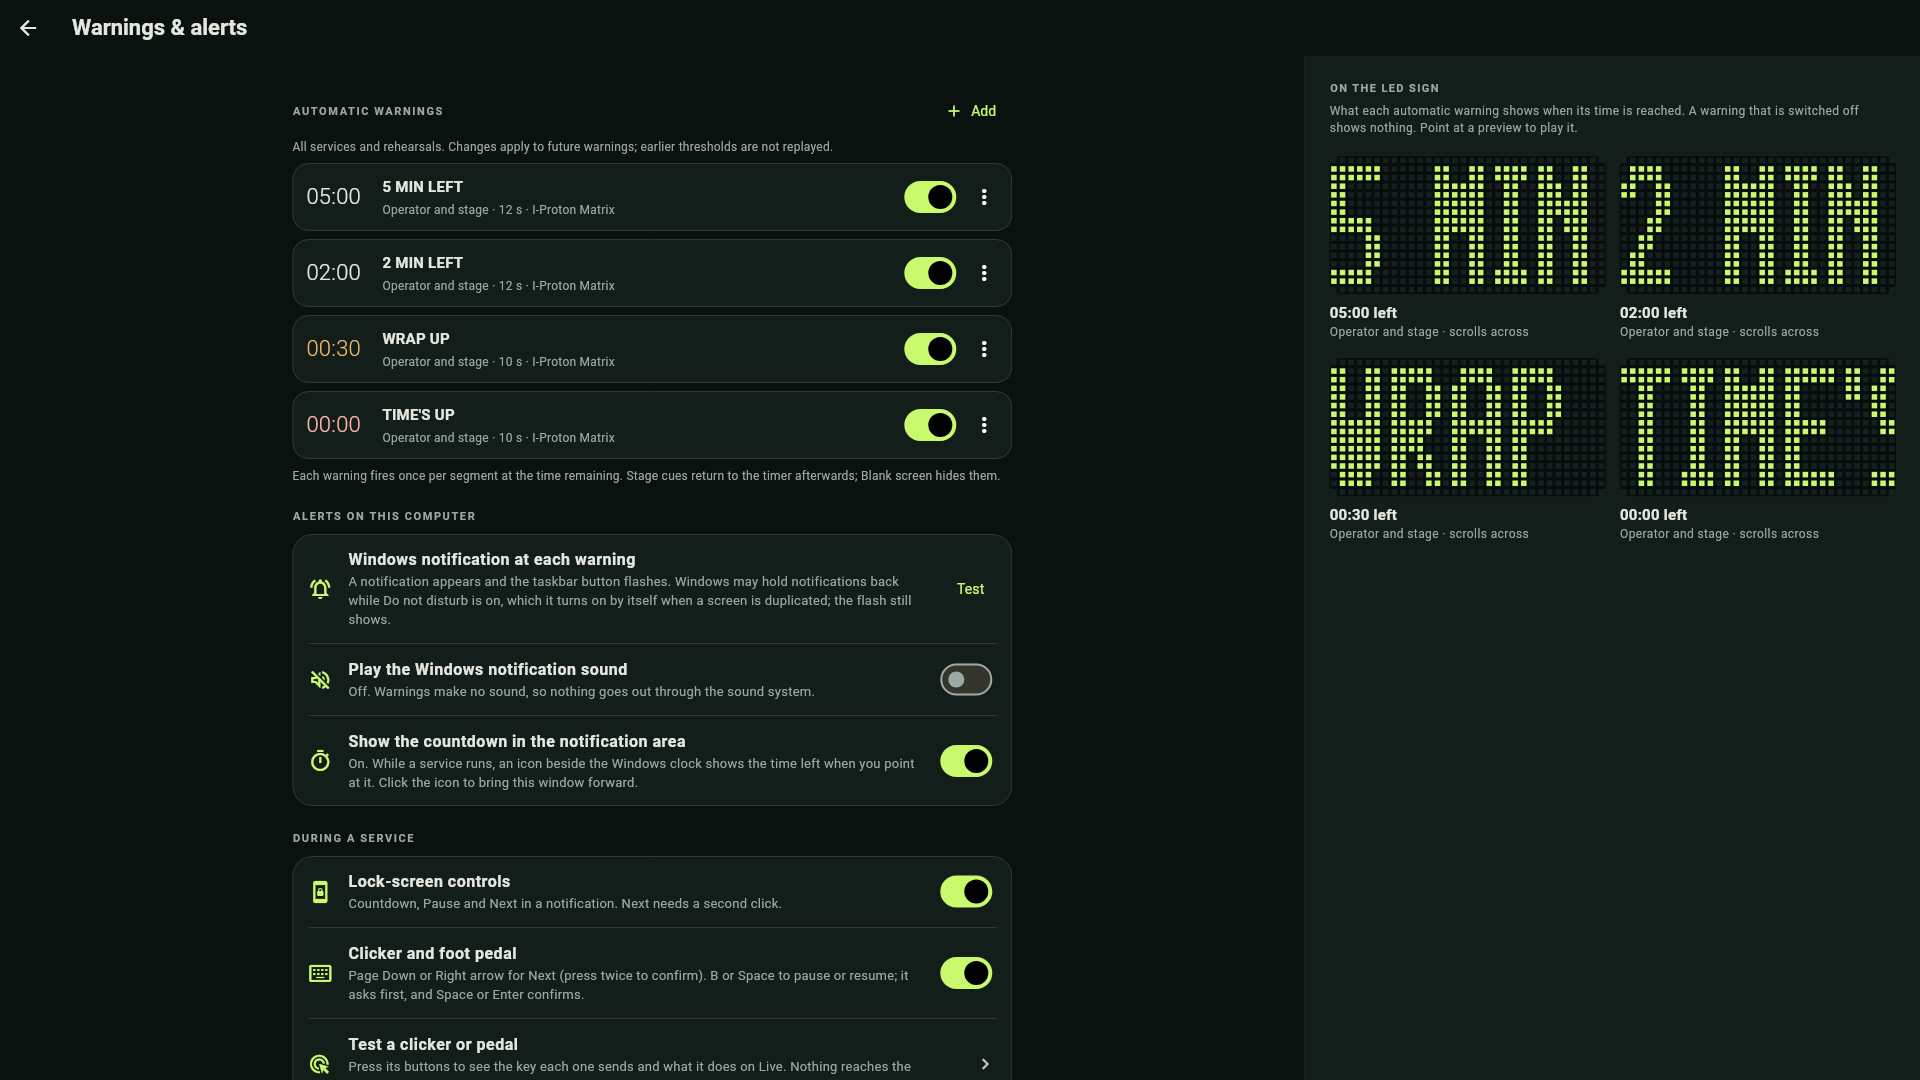 Warnings & alerts
AUTOMATIC WARNINGS
Add
All services and rehearsals. Changes apply to future warnings; earlier thresholds are not replayed.
05:00
5 MIN LEFT
Operator and stage · 12 s · I-Proton Matrix
02:00
2 MIN LEFT
Operator and stage · 12 s · I-Proton Matrix
00:30
WRAP UP
Operator and stage · 10 s · I-Proton Matrix
00:00
TIME'S UP
Operator and stage · 10 s · I-Proton Matrix
Each warning fires once per segment at the time remaining. Stage cues return to the timer afterwards; Blank screen hides them.
ALERTS ON THIS COMPUTER
Windows notification at each warning
A notification appears and the taskbar button flashes. Windows may hold notifications back
while Do not disturb is on, which it turns on by itself when a screen is duplicated; the flash still
shows.
Test
Play the Windows notification sound
Off. Warnings make no sound, so nothing goes out through the sound system.
Show the countdown in the notification area
On. While a service runs, an icon beside the Windows clock shows the time left when you point
at it. Click the icon to bring this window forward.
DURING A SERVICE
Lock-screen controls
Countdown, Pause and Next in a notification. Next needs a second click.
Clicker and foot pedal
Page Down or Right arrow for Next (press twice to confirm). B or Space to pause or resume; it
asks first, and Space or Enter confirms.
Test a clicker or pedal
Press its buttons to see the key each one sends and what it does on Live. Nothing reaches the
ON THE LED SIGN
What each automatic warning shows when its time is reached. A warning that is switched off
shows nothing. Point at a preview to play it.
5 MIN
05:00 left
Operator and stage · scrolls across
2 MIN
02:00 left
Operator and stage · scrolls across
WRAP
00:30 left
Operator and stage · scrolls across
TIME'S
00:00 left
Operator and stage · scrolls across